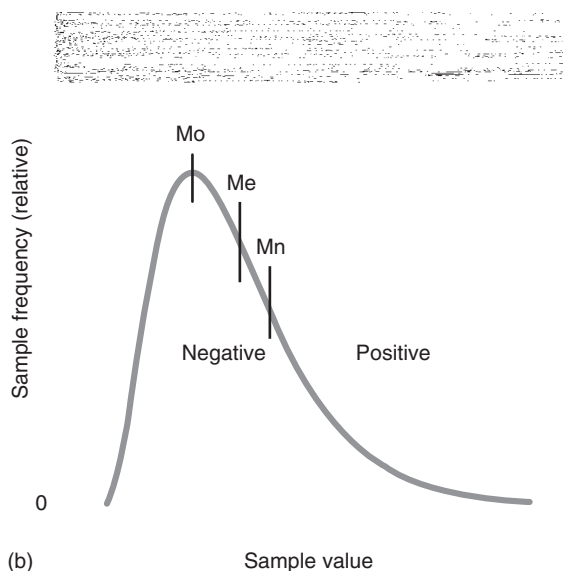 Mo
Me
Mn
Sample frequency (relative)
Negative
Positive
0
(b)
Sample value